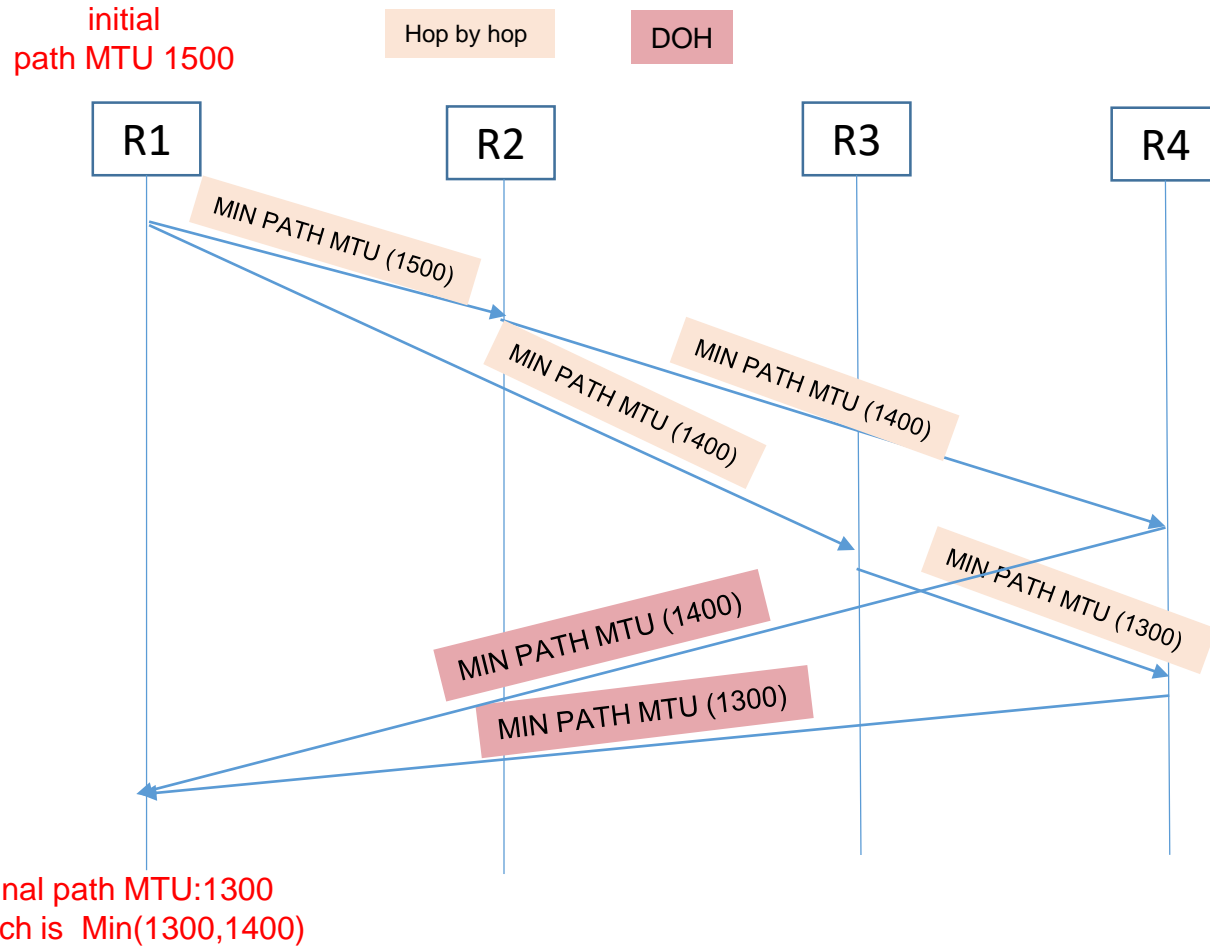 initial
path MTU 1500
Hop by hop
DOH
R1
R2
R3
R4
MIN PATH MTU (1500)
MIN PATH MTU (1400)
MIN PATH MTU (1400)
MIN PATH MTU (1300)
MIN PATH MTU (1400)
MIN PATH MTU (1300)
nal path MTU:1300
ch is Min(1300,1400)